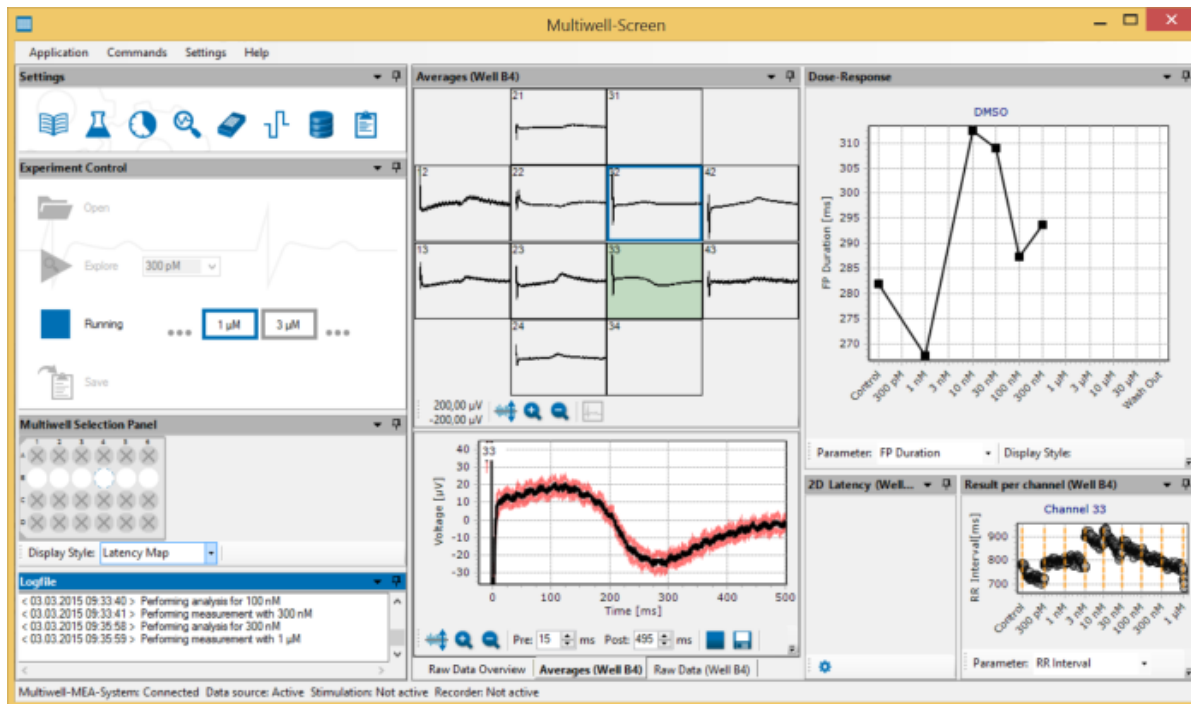 Multiwell-Screen
Application Commands Settings Help
Settings
Experiment Control
Open
Explore 300 pM
Running 1 µM 3 µM
Save
Multiwell Selection Panel
1 2 3 4 5 6
A
B
C
D
Display Style: Latency Map
Logfile
< 03.03.2015 09:33:40 > Performing analysis for 100 nM
< 03.03.2015 09:33:41 > Performing measurement with 300 nM
< 03.03.2015 09:35:58 > Performing analysis for 300 nM
< 03.03.2015 09:35:59 > Performing measurement with 1 µM
Averages (Well B4)
21 31
12 22 32 42
13 23 33 43
24 34
200,00 µV
-200,00 µV
33
Voltage [µV]
40
30
20
10
0
-10
-20
-30
0 100 200 300 400 500
Time [ms]
Pre: 15 ms Post: 495 ms
Raw Data Overview Averages (Well B4) Raw Data (Well B4)
Dose-Response
DMSO
FP Duration [ms]
310
305
300
295
290
285
280
275
270
Control 300 pM 1 nM 3 nM 10 nM 30 nM 100 nM 300 nM 1 µM 3 µM 10 µM 30 µM Wash Out
Parameter: FP Duration Display Style:
2D Latency (Well...
Result per channel (Well B4)
Channel 33
RR Interval[ms]
900
800
700
Control 300 pM 1 nM 3 nM 10 nM 30 nM 100 nM 300 nM 1 µM
Parameter: RR Interval
Multiwell-MEA-System: Connected Data source: Active Stimulation: Not active Recorder: Not active